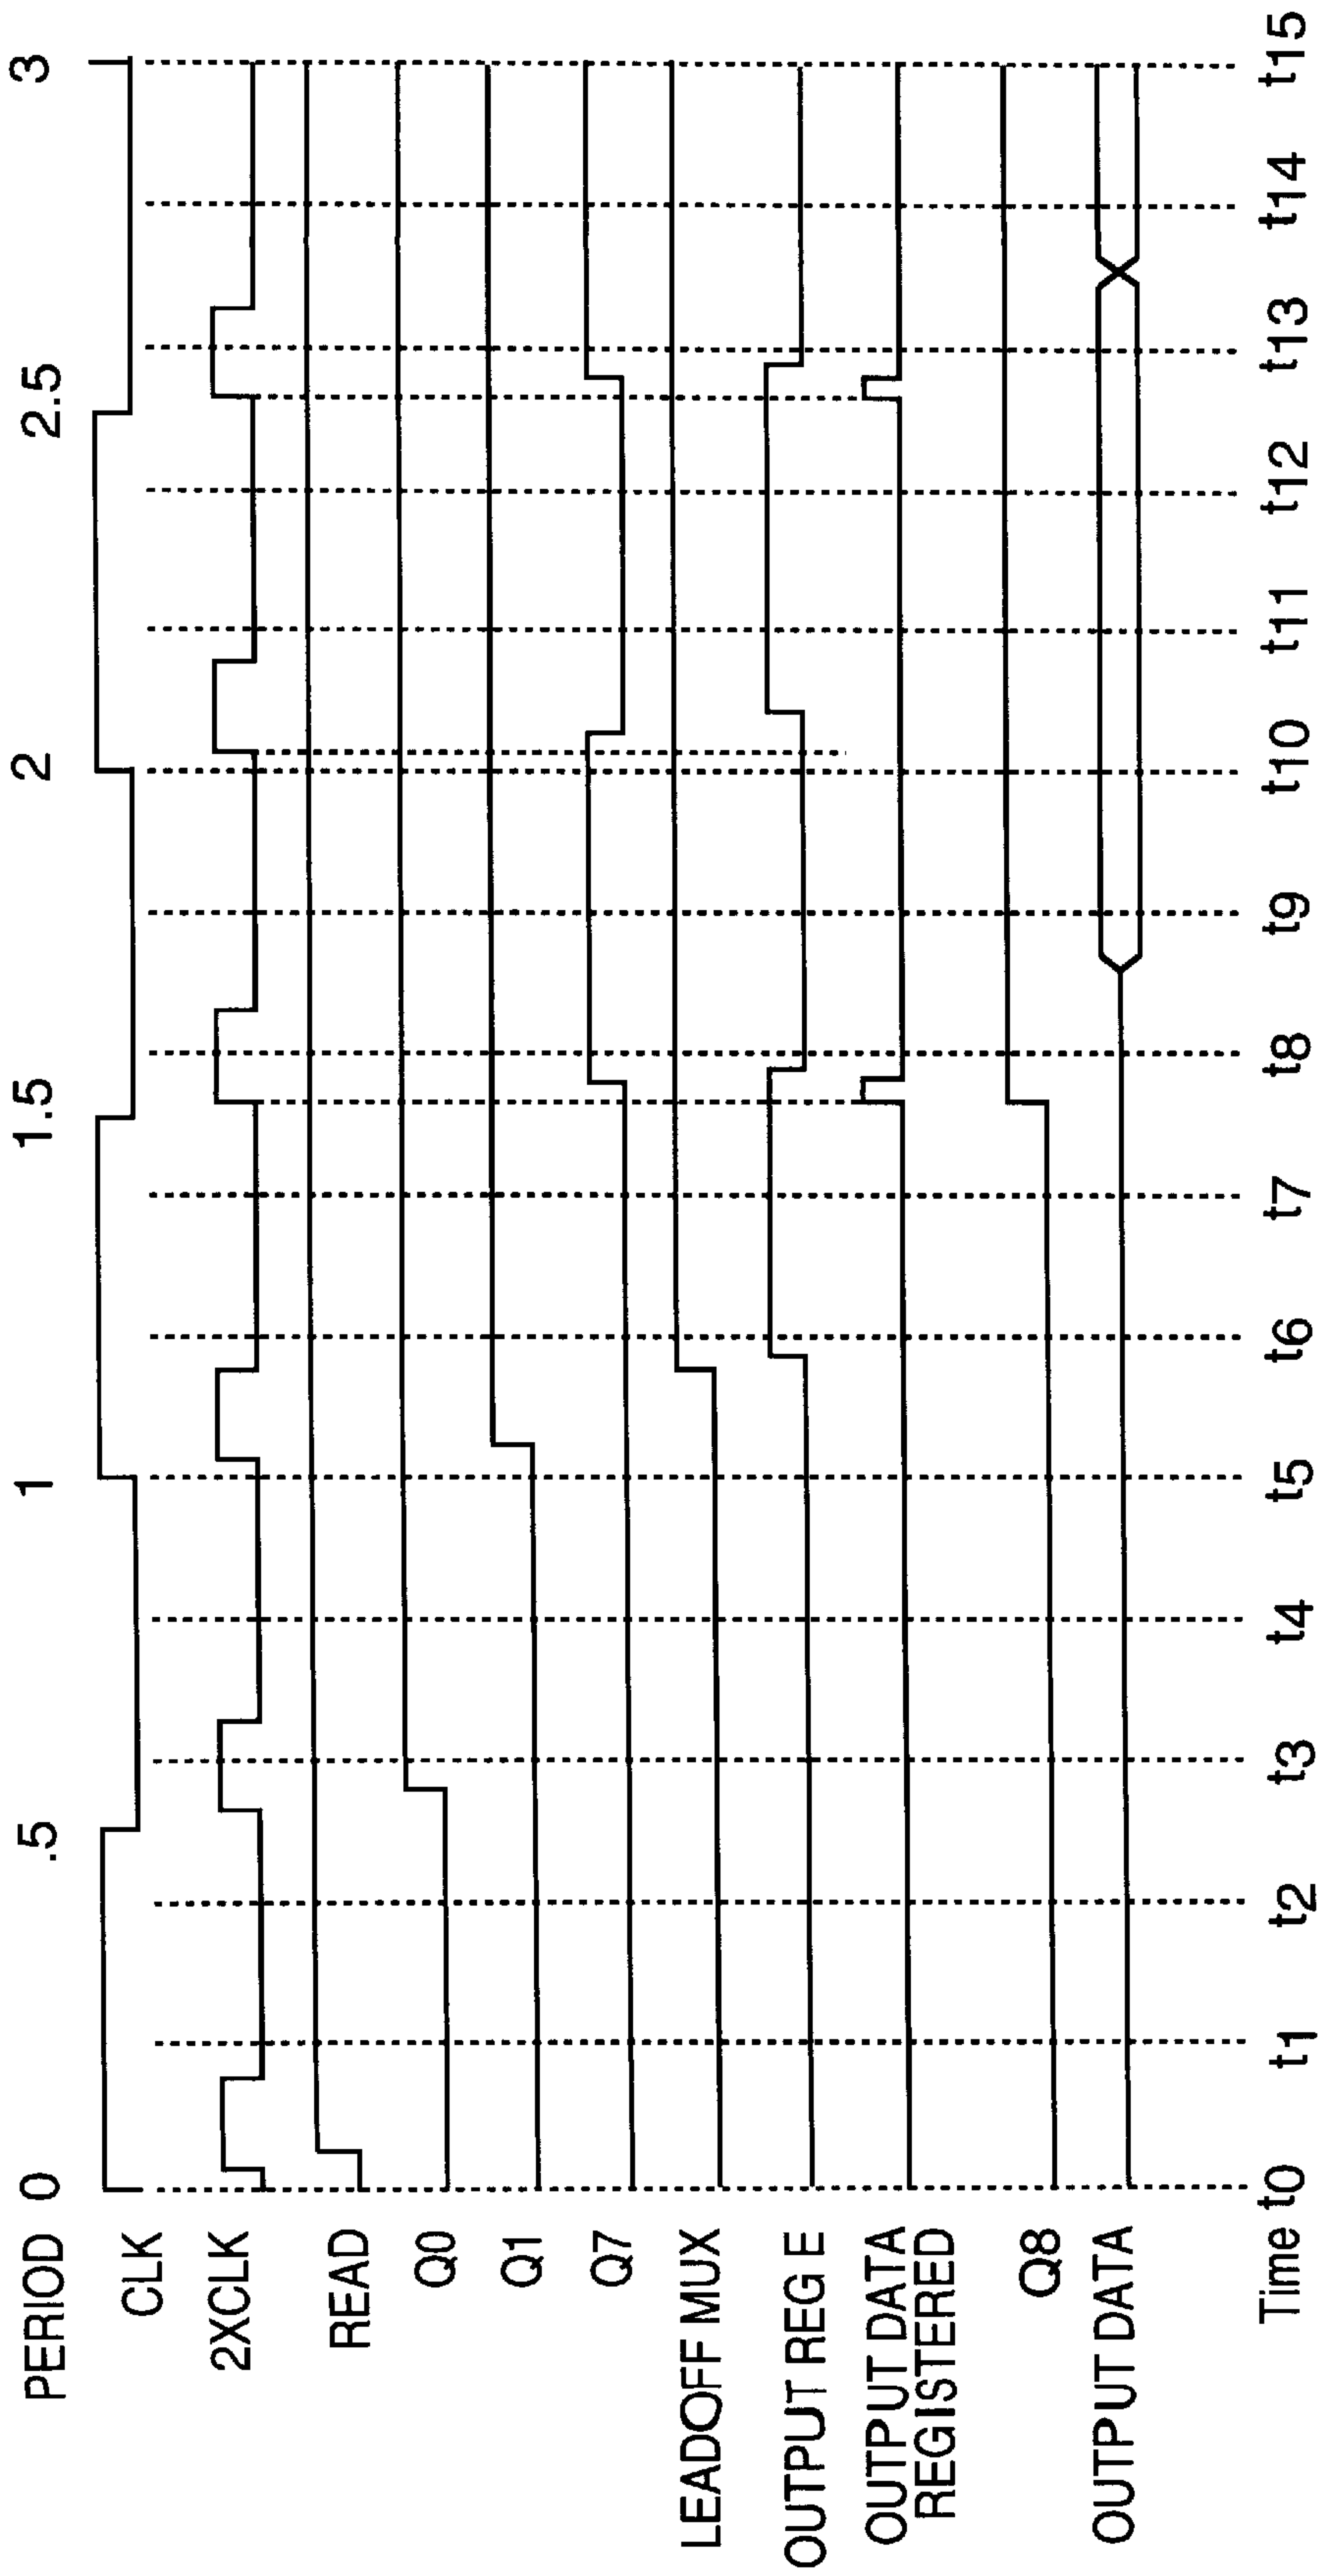 PERIOD 0 .5 1 1.5 2 2.5 3
CLK
2XCLK
READ
Q0
Q1
Q7
LEADOFF MUX
OUTPUT REG E
OUTPUT DATA
REGISTERED
Q8
OUTPUT DATA
Time t0 t1 t2 t3 t4 t5 t6 t7 t8 t9 t10 t11 t12 t13 t14 t15